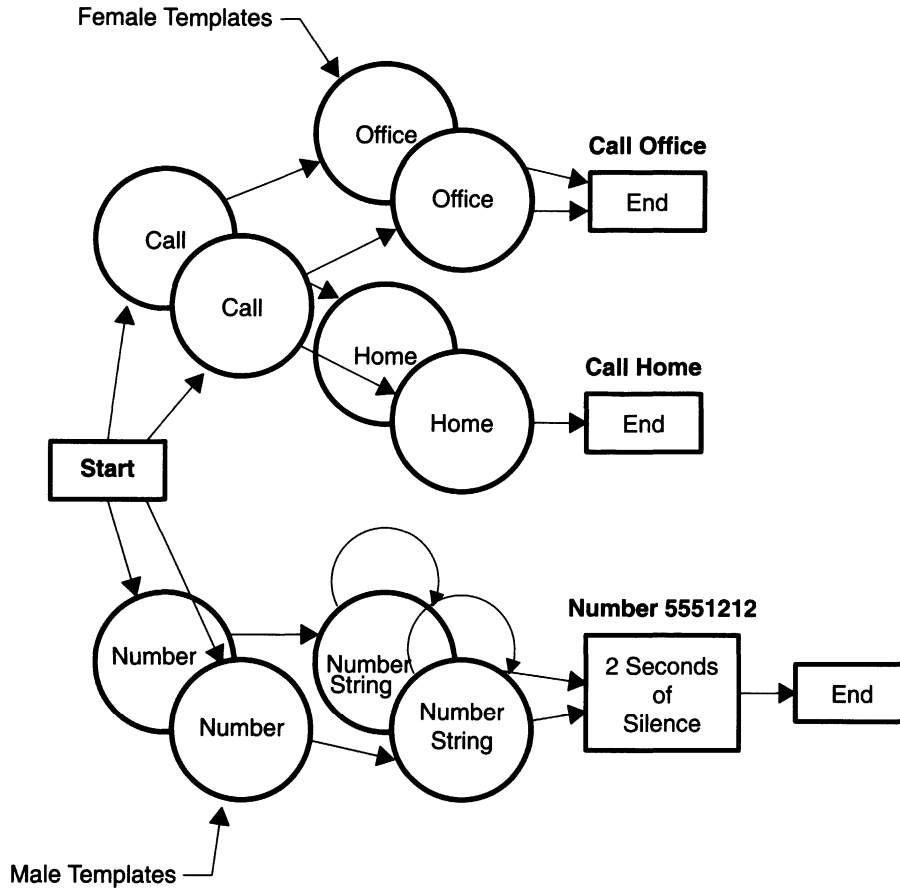 Female Templates
Office
Call Office
Office
End
Call
Call
Home
Call Home
Home
End
Start
Number 5551212
Number
Number
String
2 Seconds
of
Silence
End
Number
Number
String
Male Templates